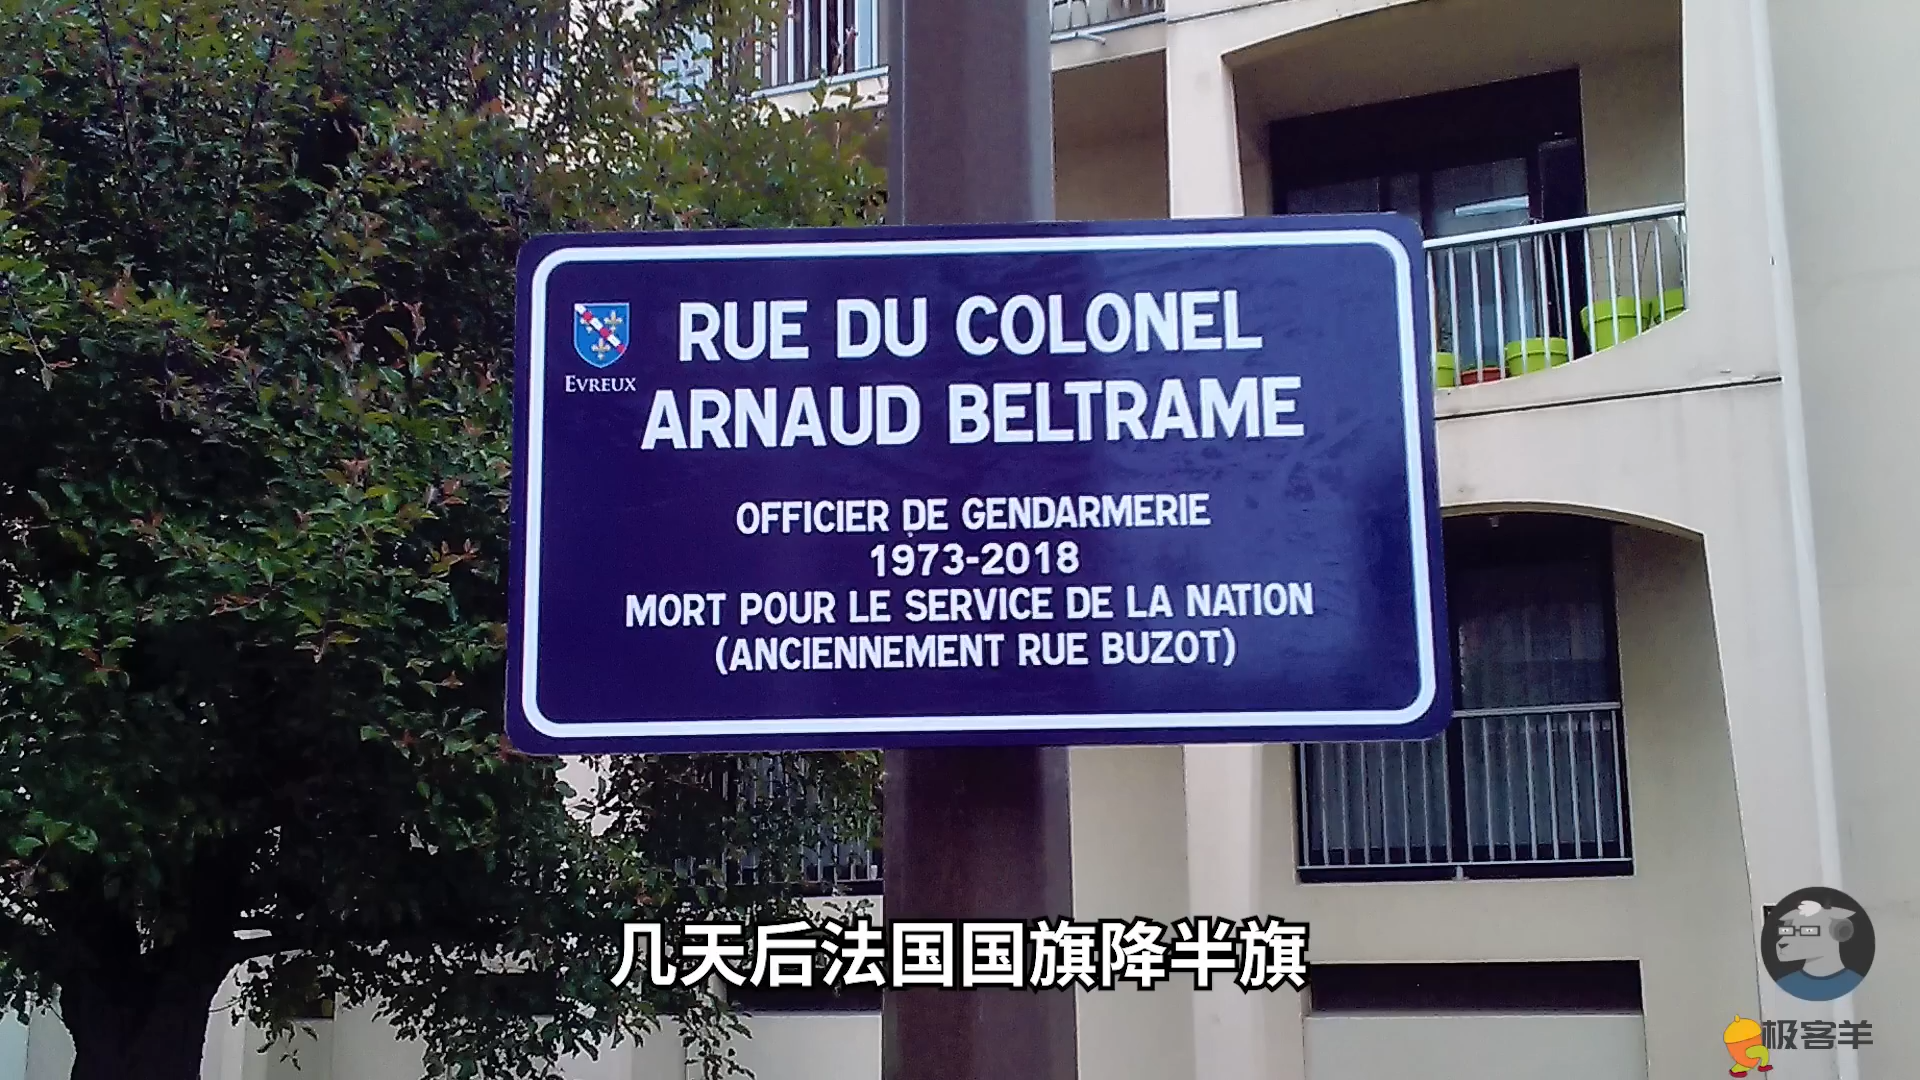 RUE DU COLONEL
EVREUX
ARNAUD BELTRAME
OFFICIER DE GENDARMERIE
1973-2018
MORT POUR LE SERVICE DE LA NATION
(ANCIENNEMENT RUE BUZOT)
几天后法国国旗降半旗
极客羊